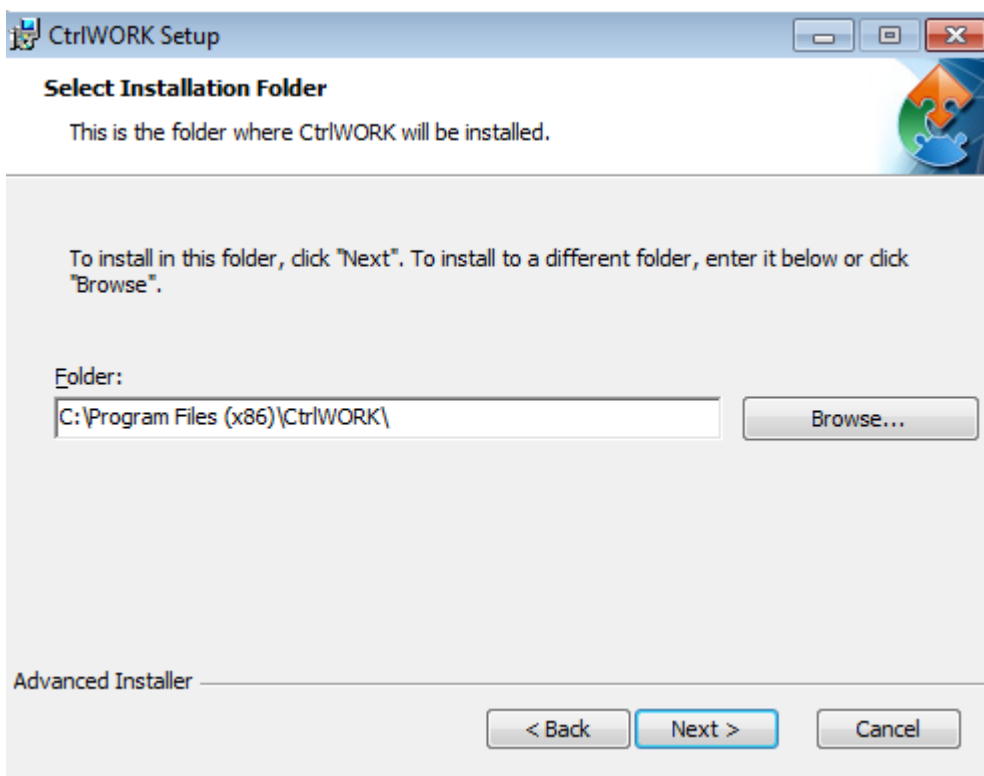 CtrlWORK Setup
Select Installation Folder
This is the folder where CtrlWORK will be installed.
To install in this folder, click "Next". To install to a different folder, enter it below or click
"Browse".
Folder:
C:\Program Files (x86)\CtrlWORK\
Browse...
Advanced Installer
< Back
Next >
Cancel